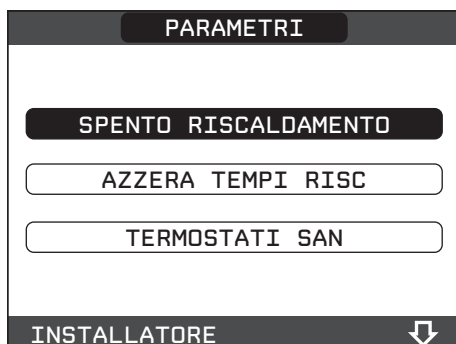 PARAMETRI
SPENTO RISCALDAMENTO
AZZERA TEMPI RISC
TERMOSTATI SAN
INSTALLATORE